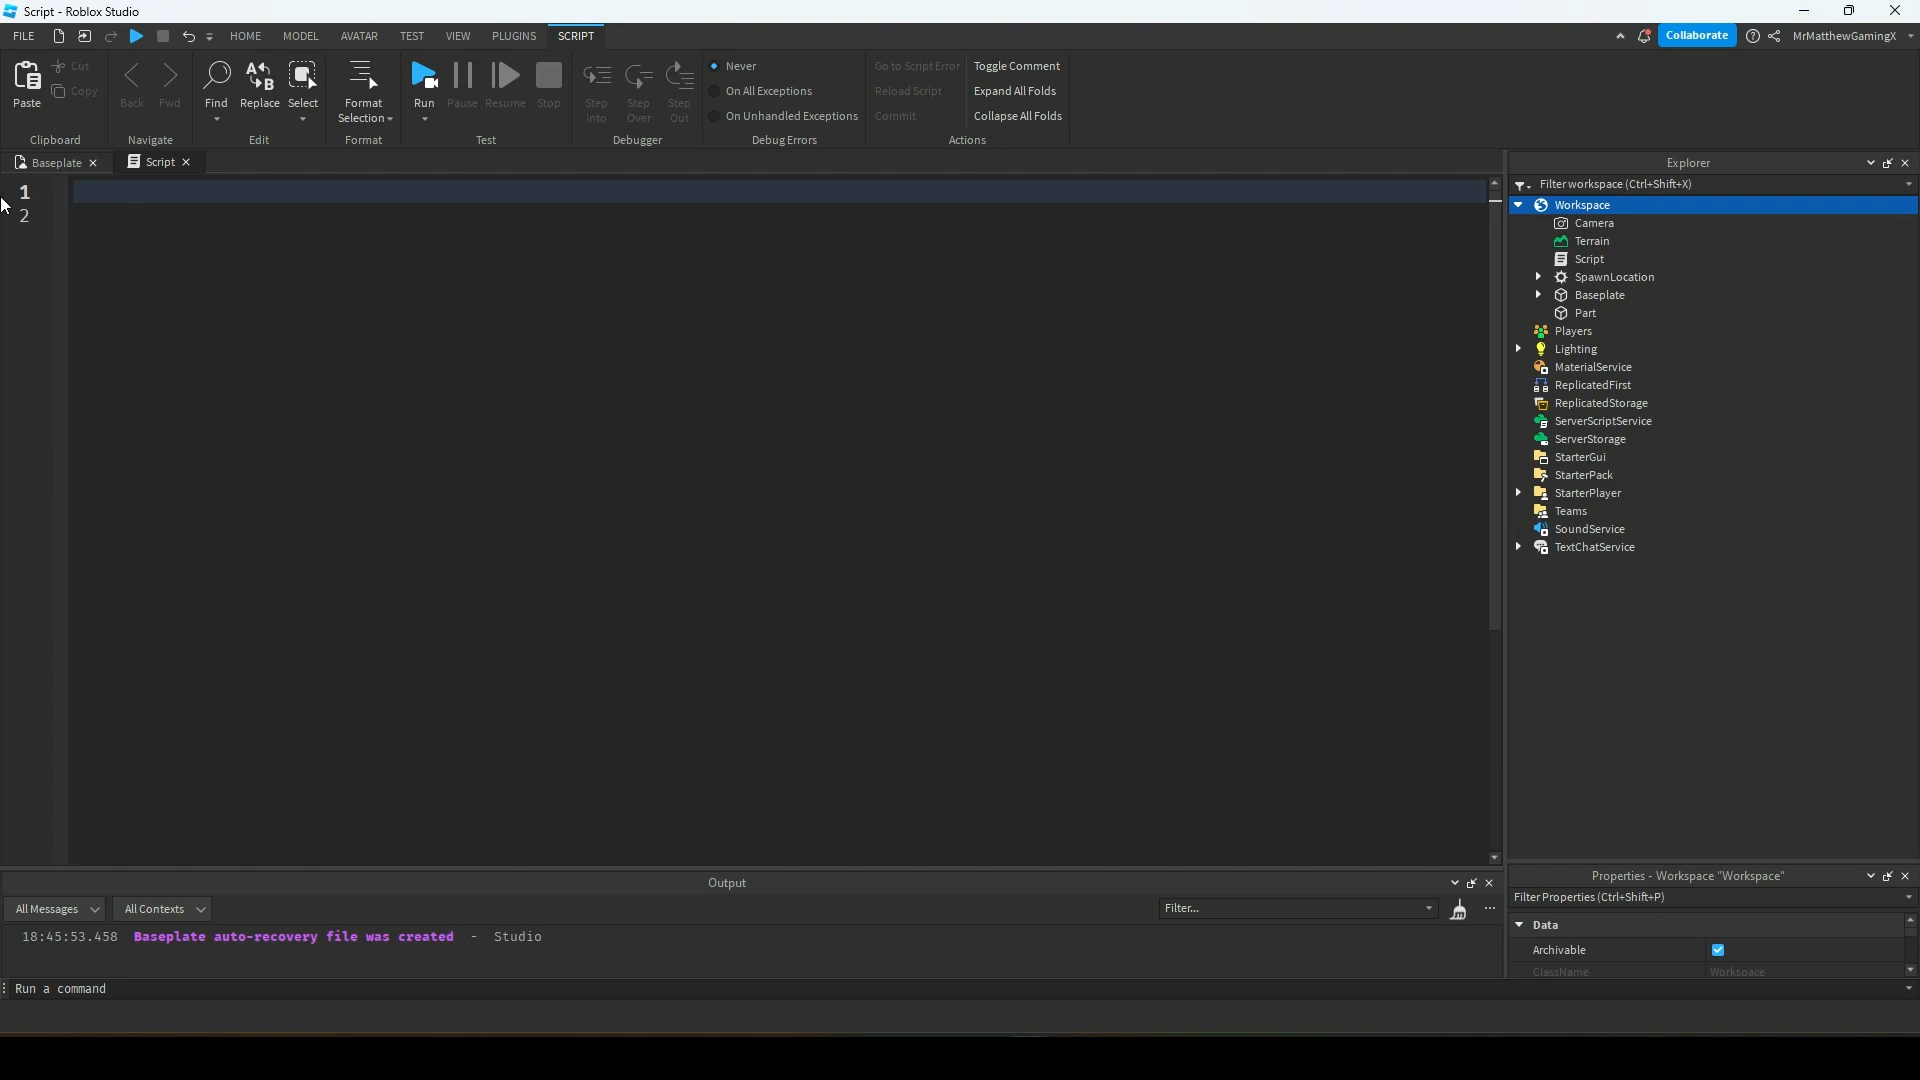 Script - Roblox Studio
FILE HOME MODEL AVATAR TEST VIEW PLUGINS SCRIPT Collaborate MrMatthewGamingX
Paste Cut Copy
Clipboard
Back Fwd
Navigate
Find Replace Select
Edit
Format
Selection
Format
Run Pause Resume Stop
Test
Step Into Step Over Step Out
Debugger
Never
On All Exceptions
On Unhandled Exceptions
Debug Errors
Go to Script Error Toggle Comment
Reload Script Expand All Folds
Commit Collapse All Folds
Actions
Baseplate Script
1
2
Explorer
Filter workspace (Ctrl+Shift+X)
Workspace
Camera
Terrain
Script
SpawnLocation
Baseplate
Part
Players
Lighting
MaterialService
ReplicatedFirst
ReplicatedStorage
ServerScriptService
ServerStorage
StarterGui
StarterPack
StarterPlayer
Teams
SoundService
TextChatService
Output
All Messages All Contexts Filter...
18:45:53.458 Baseplate auto-recovery file was created - Studio
Run a command
Properties - Workspace "Workspace"
Filter Properties (Ctrl+Shift+P)
Data
Archivable
ClassName Workspace